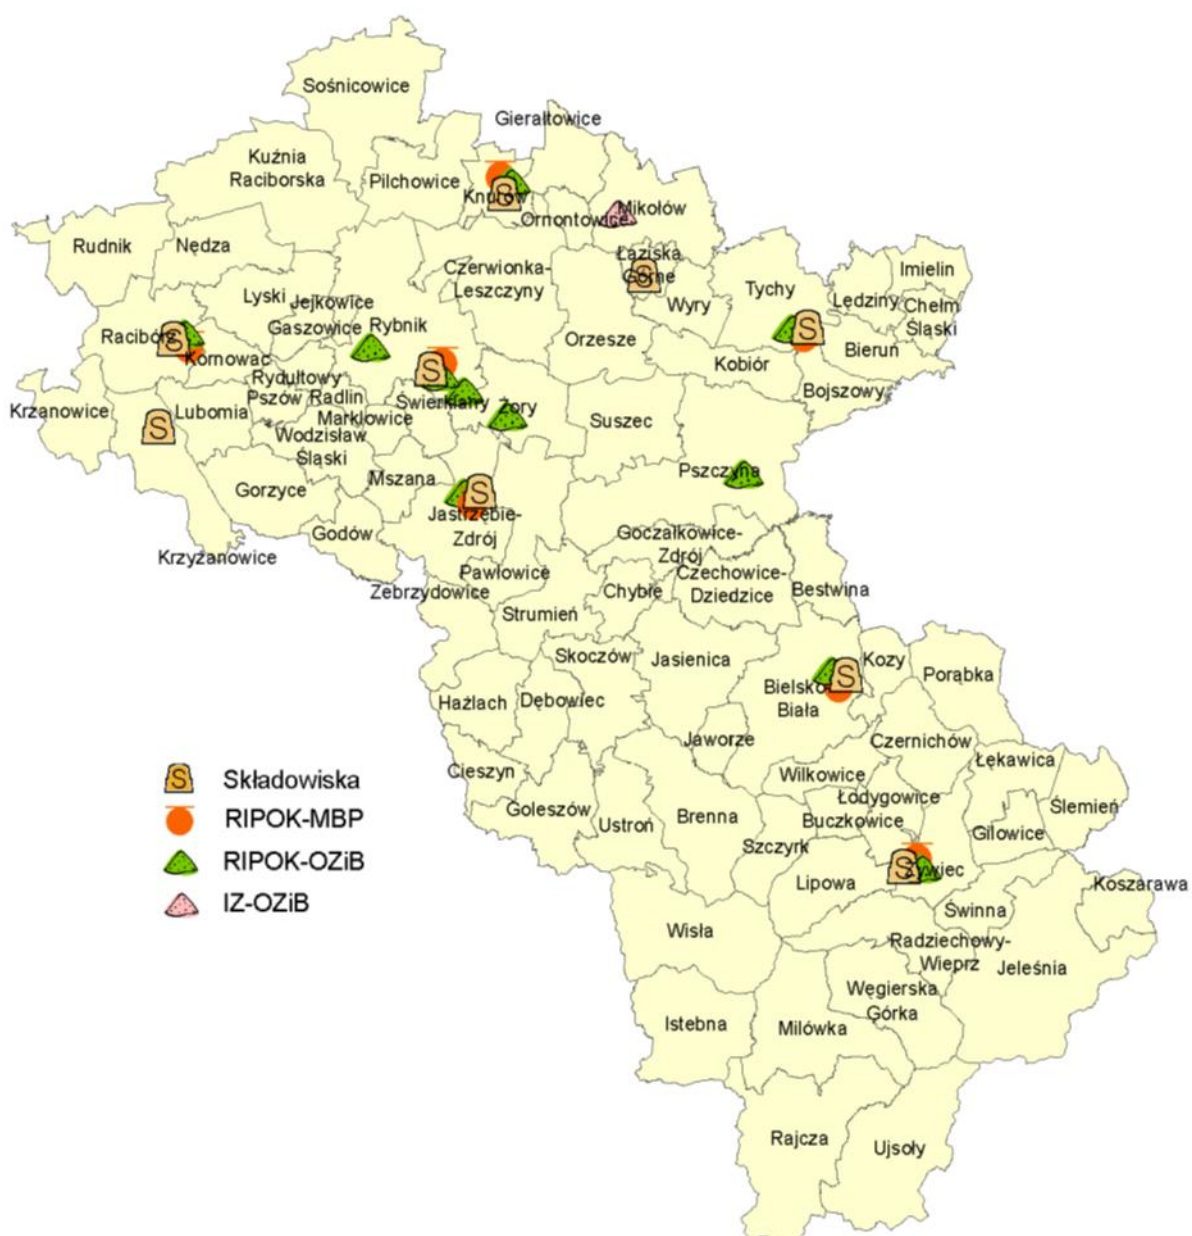 Sośnicowice
Gierałtowice
Kuźnia
Raciborska
Pilchowice
Knurów
Ornontowice
Mikołów
Rudnik
Nędza
Łaziska
Górne
Czerwionka-
Leszczyny
Imielin
Tychy
Lędziny
Chełm
Śląski
Lyski
Jejkowice
Wyry
Gaszowice
Rybnik
Racibórz
Orzesze
Bieruń
Kornowac
Kobiór
Rydułtowy
Bojszowy
Pszów
Radlin
Świerklany
Żory
Krzanowice
Lubomia
Marklowice
Suszec
Wodzisław
Śląski
Pszczyna
Mszana
Gorzyce
Jastrzębie-
Zdrój
Godów
Goczałkowice-
Zdrój
Krzyżanowice
Pawłowice
Czechowice-
Dziedzice
Zebrzydowice
Chybie
Bestwina
Strumień
Skoczów
Jasienica
Kozy
Porąbka
Bielsko
Biała
Hażlach
Dębowiec
Jaworze
Czernichów
Łękawica
Cieszyn
Wilkowice
Łodygowice
Ślemień
Goleszów
Ustroń
Brenna
Buczkowice
Gilowice
Szczyrk
Żywiec
Lipowa
Koszarawa
Świnna
Wisła
Radziechowy-
Wieprz
Jeleśnia
Węgierska
Górka
Istebna
Milówka
Rajcza
Ujsoły
S
S
S
S
S
S
S
S
S
S Składowiska
RIPOK-MBP
RIPOK-OZiB
IZ-OZiB